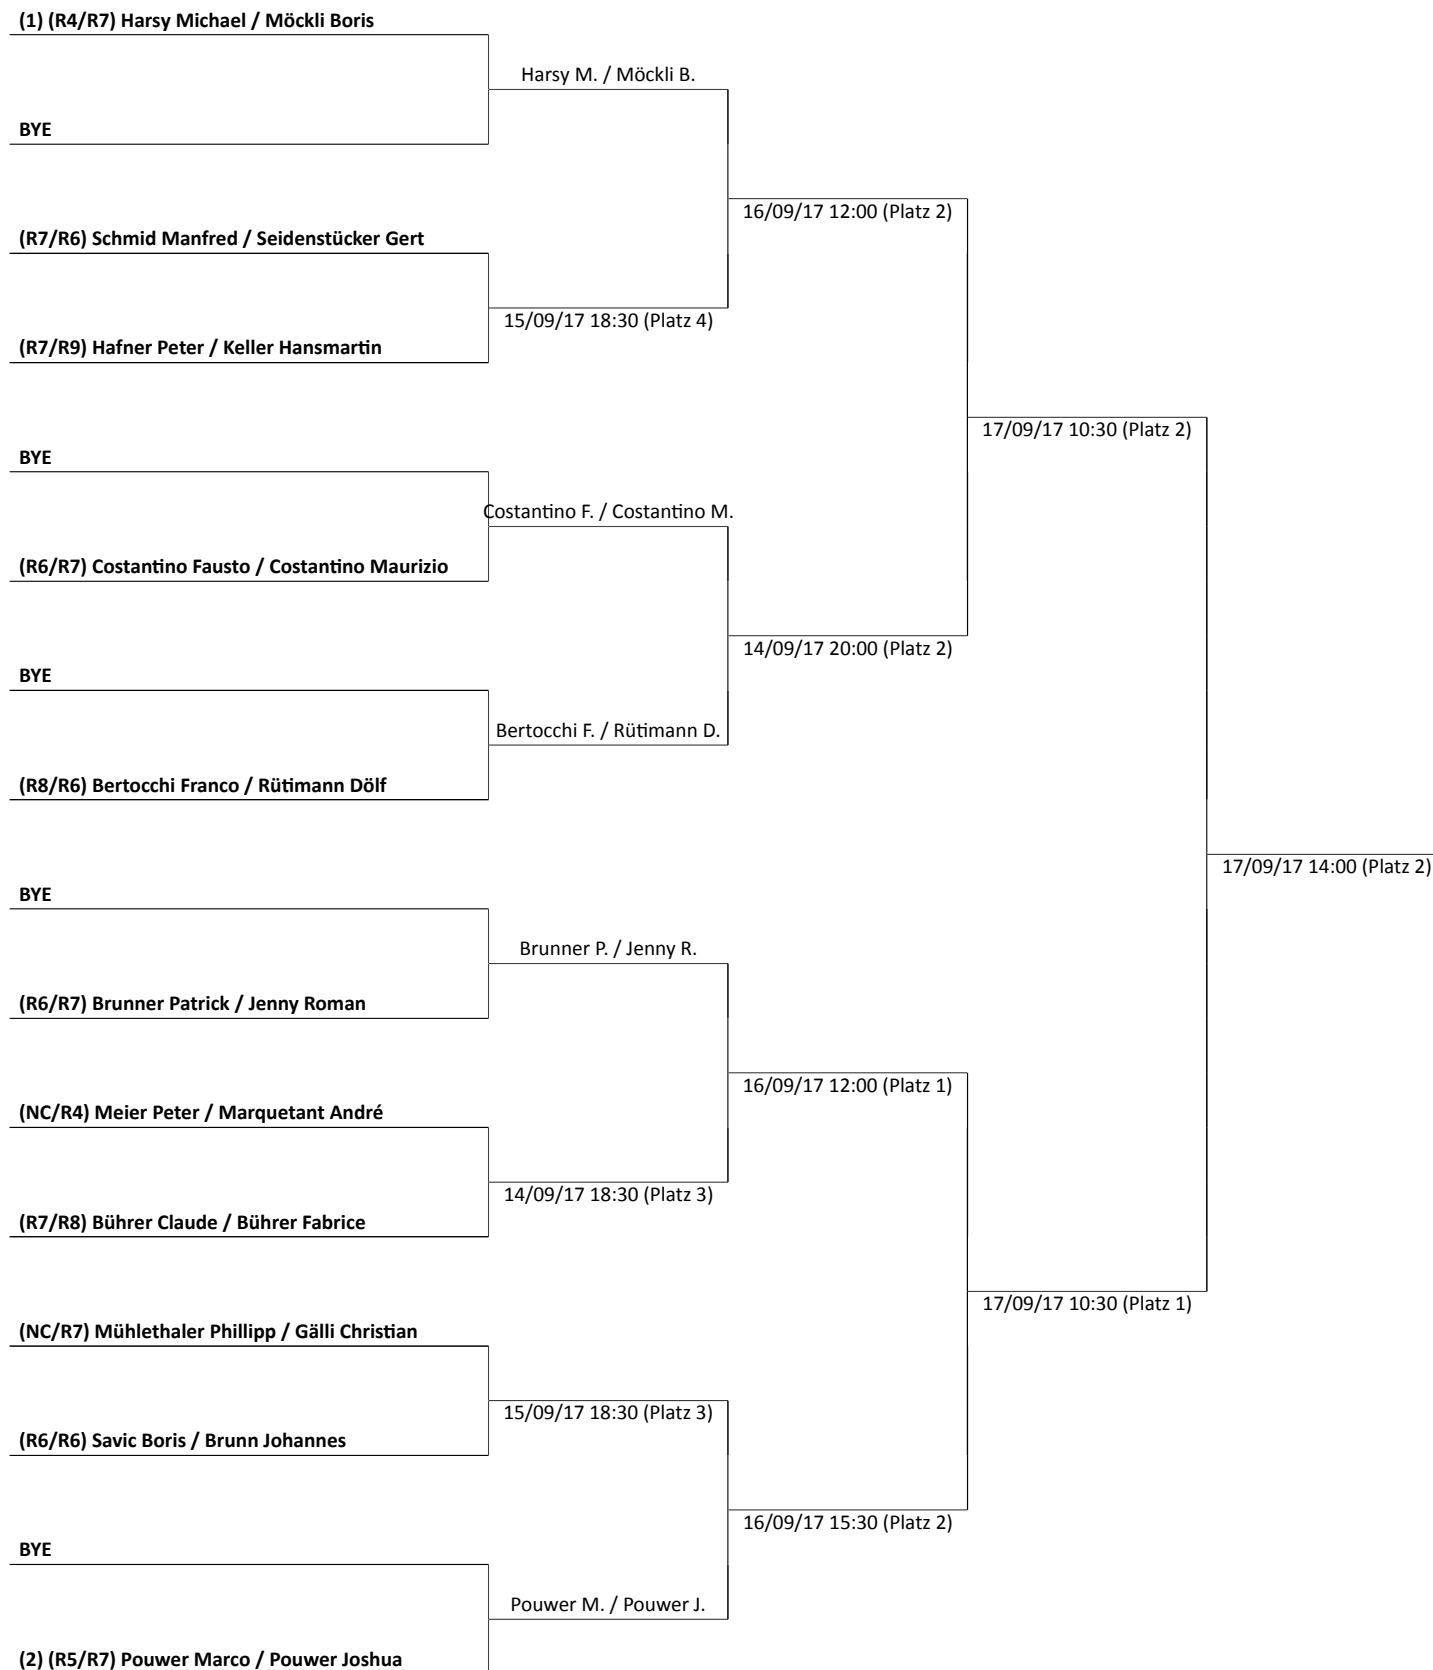 (1) (R4/R7) Harsy Michael / Möckli Boris
Harsy M. / Möckli B.
BYE
16/09/17 12:00 (Platz 2)
(R7/R6) Schmid Manfred / Seidenstücker Gert
15/09/17 18:30 (Platz 4)
(R7/R9) Hafner Peter / Keller Hansmartin
17/09/17 10:30 (Platz 2)
BYE
Costantino F. / Costantino M.
(R6/R7) Costantino Fausto / Costantino Maurizio
14/09/17 20:00 (Platz 2)
BYE
Bertocchi F. / Rütimann D.
(R8/R6) Bertocchi Franco / Rütimann Dölf
17/09/17 14:00 (Platz 2)
BYE
Brunner P. / Jenny R.
(R6/R7) Brunner Patrick / Jenny Roman
16/09/17 12:00 (Platz 1)
(NC/R4) Meier Peter / Marquetant André
14/09/17 18:30 (Platz 3)
(R7/R8) Bührer Claude / Bührer Fabrice
17/09/17 10:30 (Platz 1)
(NC/R7) Mühlethaler Phillipp / Gälli Christian
15/09/17 18:30 (Platz 3)
(R6/R6) Savic Boris / Brunn Johannes
16/09/17 15:30 (Platz 2)
BYE
Pouwer M. / Pouwer J.
(2) (R5/R7) Pouwer Marco / Pouwer Joshua